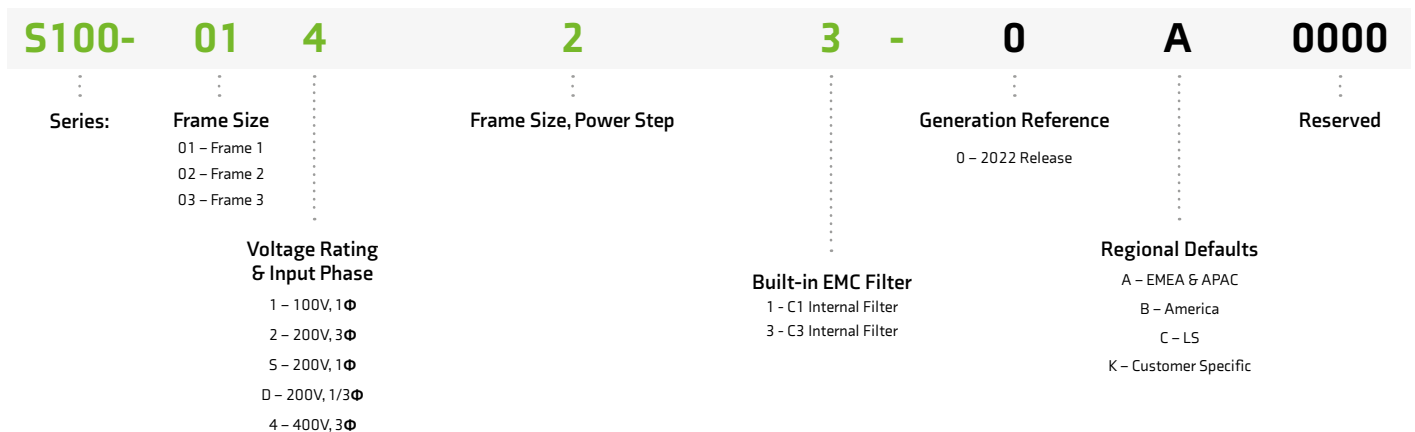 S100- 01 4 2 3 - 0 A 0000
Series:
Frame Size
01 – Frame 1
02 – Frame 2
03 – Frame 3
Voltage Rating
& Input Phase
1 – 100V, 1Φ
2 – 200V, 3Φ
S – 200V, 1Φ
D – 200V, 1/3Φ
4 – 400V, 3Φ
Frame Size, Power Step
Built-in EMC Filter
1 - C1 Internal Filter
3 - C3 Internal Filter
Generation Reference
0 – 2022 Release
Regional Defaults
A – EMEA & APAC
B – America
C – LS
K – Customer Specific
Reserved